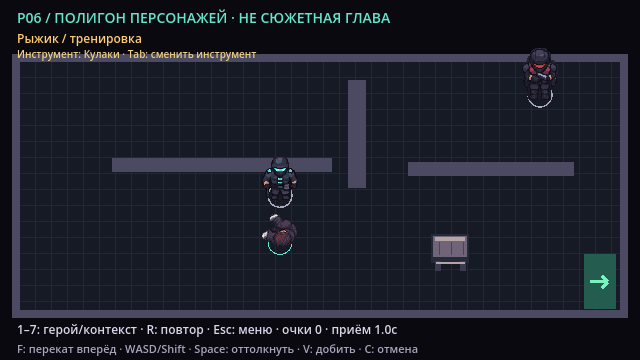 P06 / ПОЛИГОН ПЕРСОНАЖЕЙ · НЕ СЮЖЕТНАЯ ГЛАВА
Рыжик / тренировка
Инструмент: Кулаки · Tab: сменить инструмент
1–7: герой/контекст · R: повтор · Esc: меню · очки 0 · приём 1.0с
F: перекат вперёд · WASD/Shift · Space: оттолкнуть · V: добить · C: отмена